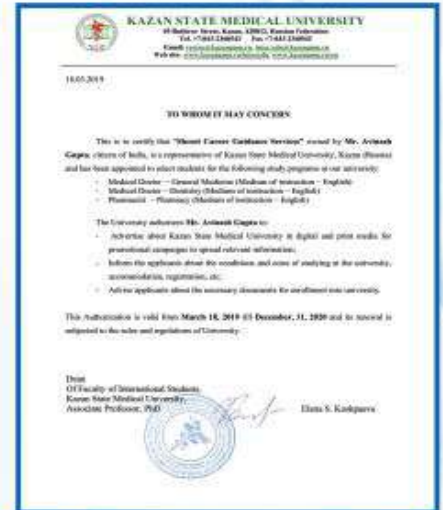 KAZAN STATE MEDICAL UNIVERSITY
49 Butlerov Street, Kazan, 420012, Russian Federation
18.03.2019
TO WHOM IT MAY CONCERN
This is to certify that "Career Guidance Services" owned by Mr. Avinash
Gupta, citizen of India, is a representative of Kazan State Medical University, Kazan (Russia)
and has been appointed to select students for the following study programs at our university:
- Medical Doctor – General Medicine (Medium of instruction – English)
- Medical Doctor – Dentistry (Medium of instruction – English)
- Pharmacist – Pharmacy (Medium of instruction – English)
The University authorizes Mr. Avinash Gupta to:
- Advertise about Kazan State Medical University in digital and print media for
promotional campaigns to spread relevant information;
- Inform the applicants about the conditions and costs of studying at the university,
accommodation, registration, etc.
- Advise applicants about the necessary documents for enrollment into university.
This Authorization is valid from March 18, 2019 till December, 31, 2020 and its renewal is
subjected to the rules and regulations of University.
Dean
Of Faculty of International Students,
Kazan State Medical University,
Associate Professor, PhD
Elena S.